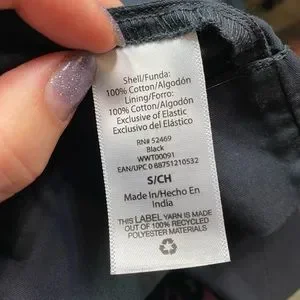 Shell/Funda:
100% Cotton/Algodón
Lining/Forro:
100% Cotton/Algodón
Exclusive of Elastic
Exclusivo del Elástico
RN# 52469
Black
WWT00091
EAN/UPC 0 88751210532
S/CH
Made In/Hecho En
India
THIS LABEL YARN IS MADE
OUT OF 100% RECYCLED
POLYESTER MATERIALS